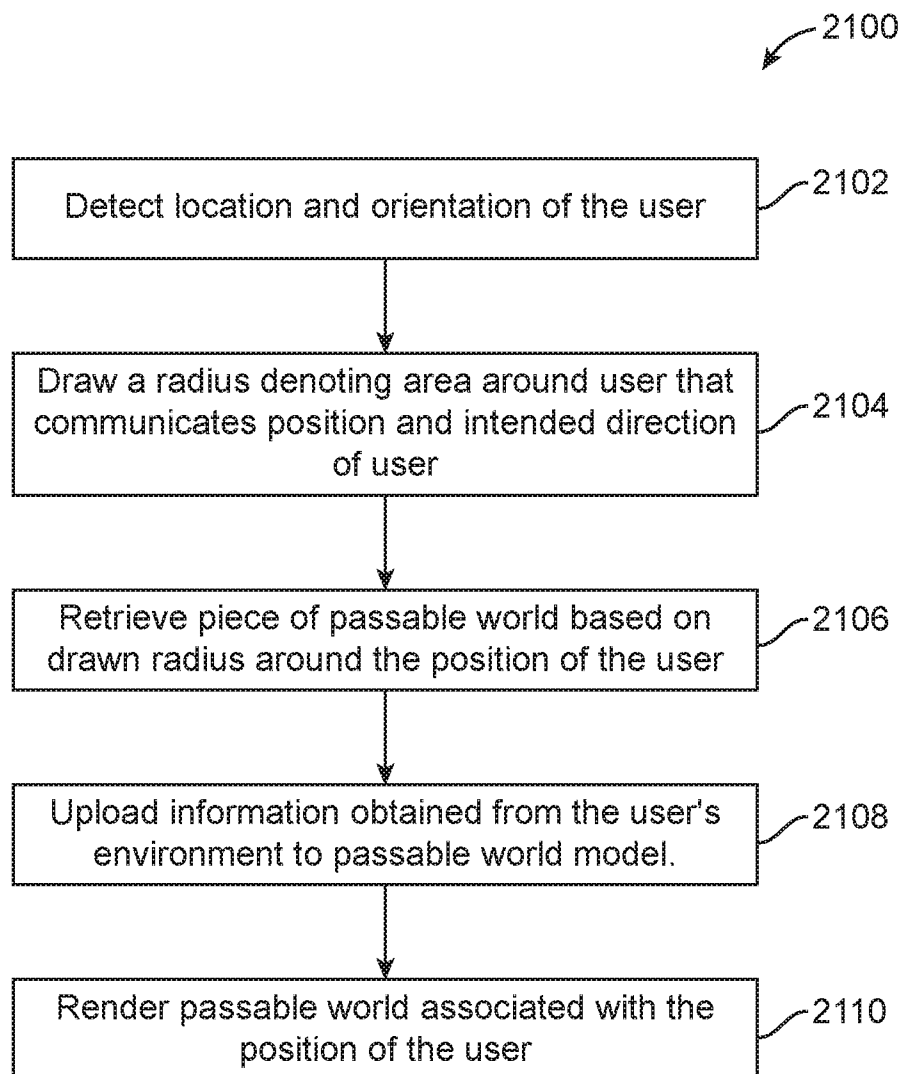 2100
Detect location and orientation of the user
2102
Draw a radius denoting area around user that
communicates position and intended direction
of user
2104
Retrieve piece of passable world based on
drawn radius around the position of the user
2106
Upload information obtained from the user's
environment to passable world model.
2108
Render passable world associated with the
position of the user
2110